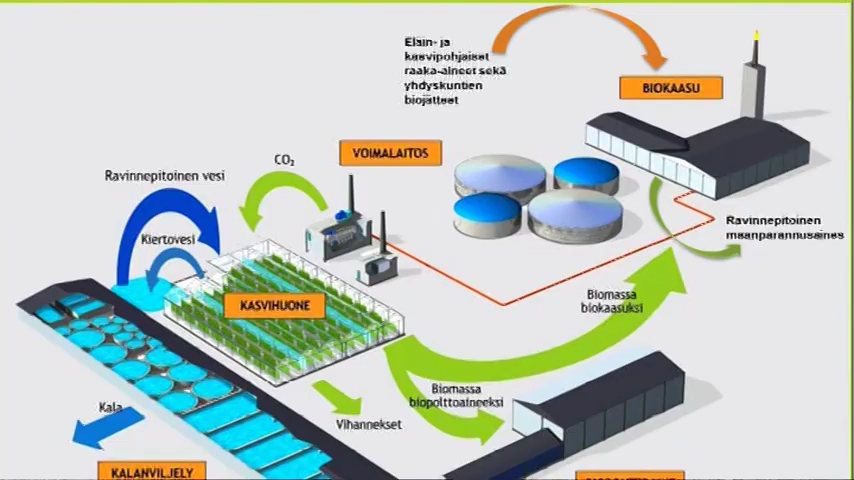 Eläin- ja
kasvipohjaiset
raaka-aineet sekä
yhdyskuntien
biojätteet
BIOKAASU
VOIMALAITOS
CO₂
Ravinnepitoinen vesi
Kiertovesi
Ravinnepitoinen
maanparannusaines
KASVIHUONE
Biomassa
biokaasuksi
Biomassa
biopolttoaineeksi
Kala
Vihannekset
KALANVILJELY